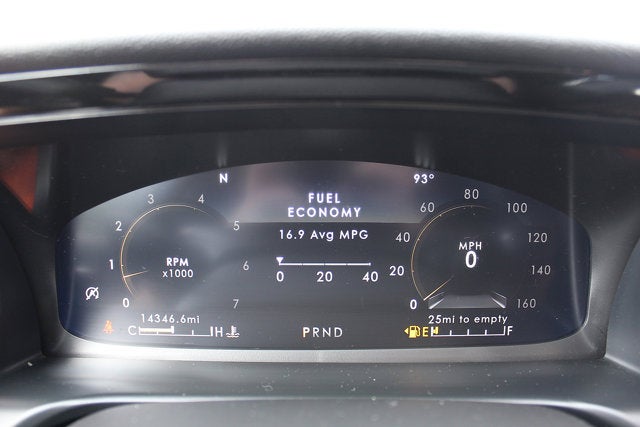 N
93°
FUEL
ECONOMY
16.9 Avg MPG
0 20 40
RPM
x1000
0 1 2 3 4 5 6 7
MPH
0
0 20 40 60 80 100 120 140 160
14346.6mi
25mi to empty
C H
PRND
E F